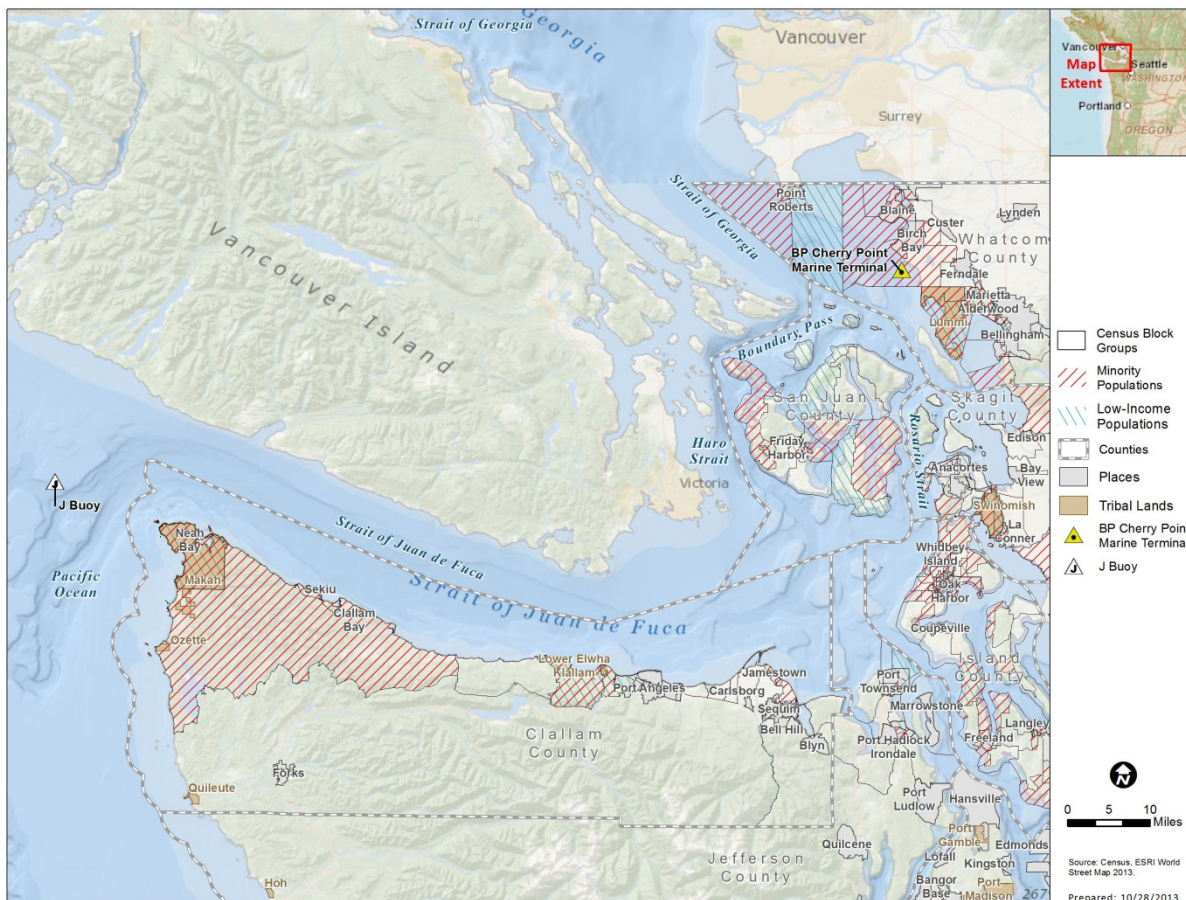 Strait of Georgia
Georgia
Vancouver
Surrey
Vancouver Island
Strait of Georgia
Point
Roberts
Blaine
Birch
Bay
Custer
Lynden
Whatcom
County
BP Cherry Point
Marine Terminal
Ferndale
Marietta
Alderwood
Lummi
Bellingham
Boundary Pass
San Juan
County
Skagit
County
Rosario Strait
Haro
Strait
Friday
Harbor
Edison
Anacortes
Bay
View
Victoria
Swinomish
La
Conner
J Buoy
Strait of Juan de Fuca
Strait of Juan de Fuca
Neah
Bay
Makah
Pacific
Ocean
Sekiu
Clallam
Bay
Ozette
Whidbey
Island
Oak
Harbor
Coupeville
Island
County
Lower Elwha
Klallam
Port Angeles
Carlsborg
Jamestown
Sequim
Bell Hill
Blyn
Port
Townsend
Marrowstone
Port Hadlock
Irondale
Freeland
Langley
Clallam
County
Forks
Quileute
Port
Ludlow
Hansville
Quilcene
Port
Gamble
Edmonds
Lofall
Kingston
Jefferson
County
Bangor
Base
Port
Madison
Hoh
267
Vancouver
Map
Extent
Seattle
WASHINGTON
Portland
OREGON
Census Block
Groups
Minority
Populations
Low-Income
Populations
Counties
Places
Tribal Lands
BP Cherry Poin
Marine Termina
J Buoy
N
0 5 10
Miles
Source: Census, ESRI World
Street Map 2013.
Prepared: 10/28/2013